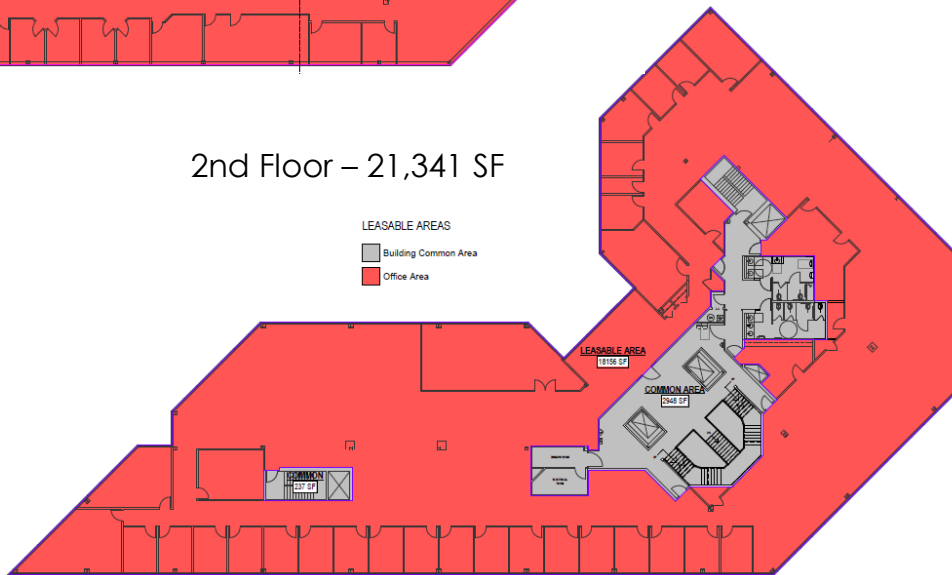 2nd Floor – 21,341 SF
LEASABLE AREAS
Building Common Area
Office Area
LEASABLE AREA
18156 SF
COMMON AREA
2948 SF
COMMON
237 SF